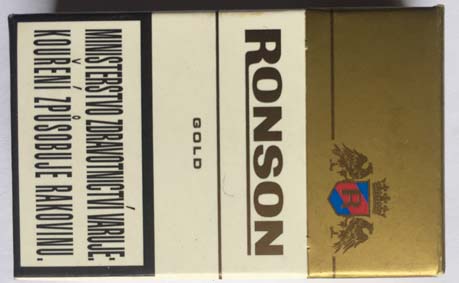 R
RONSON
GOLD
MINISTERSTVO ZDRAVOTNICTVÍ VARUJE:
KOUŘENÍ ZPŮSOBUJE RAKOVINU.